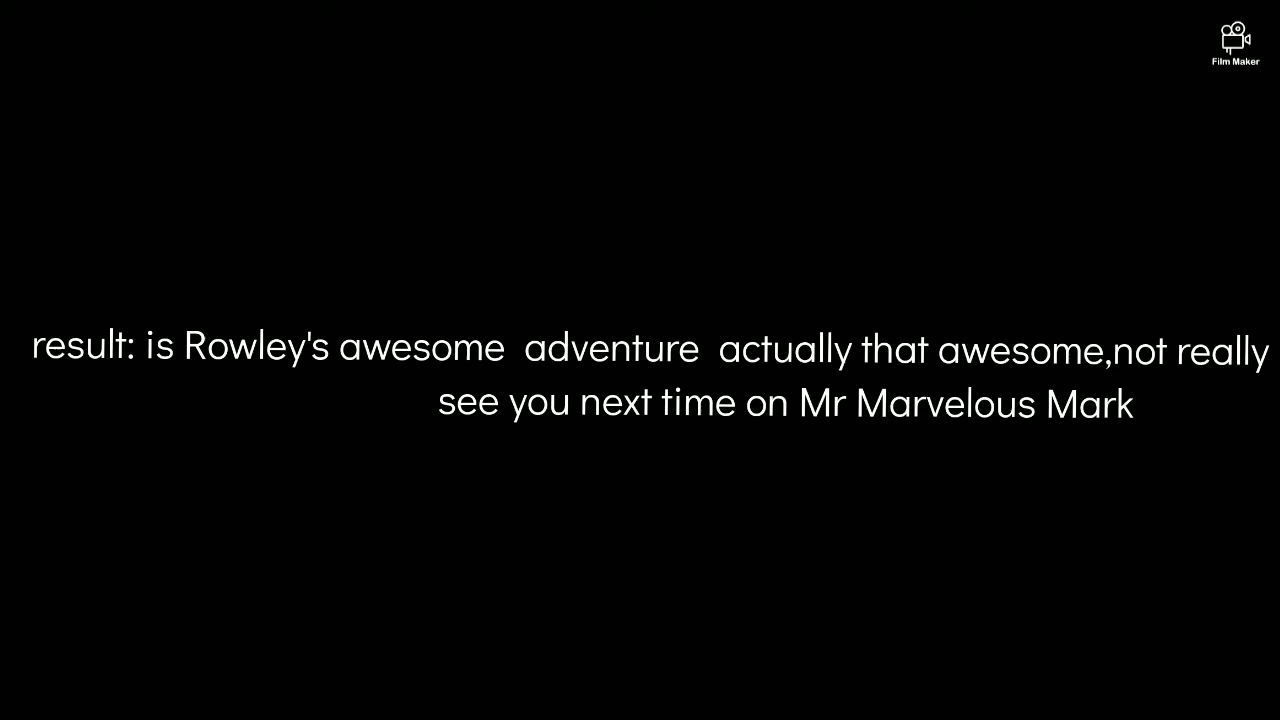 Film Maker
result: is Rowley's awesome  adventure  actually that awesome,not really
see you next time on Mr Marvelous Mark